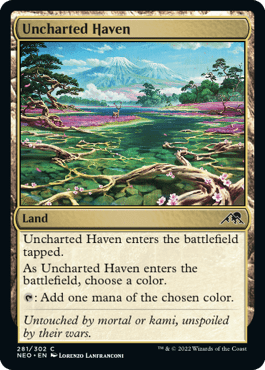 Uncharted Haven
Land
Uncharted Haven enters the battlefield
tapped.
As Uncharted Haven enters the
battlefield, choose a color.
: Add one mana of the chosen color.
Untouched by mortal or kami, unspoiled
by their wars.
281/302 C
NEO • EN Lorenzo Lanfranconi
™ & © 2022 Wizards of the Coast